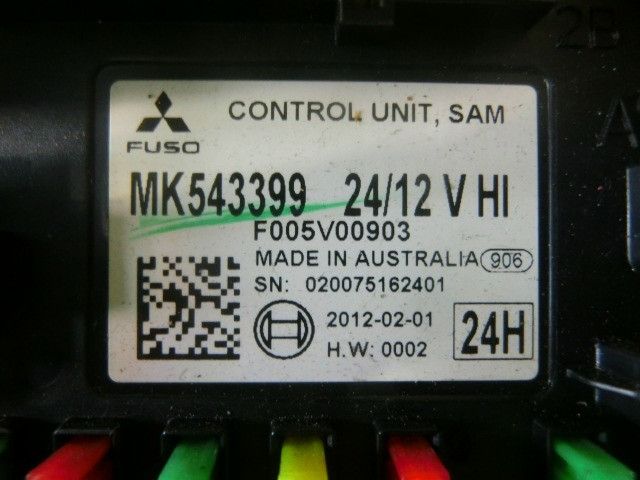 2B
A
CONTROL UNIT, SAM
FUSO
MK543399 24/12 V HI
F005V00903
MADE IN AUSTRALIA 906
SN: 020075162401
2012-02-01
H.W: 0002
24H